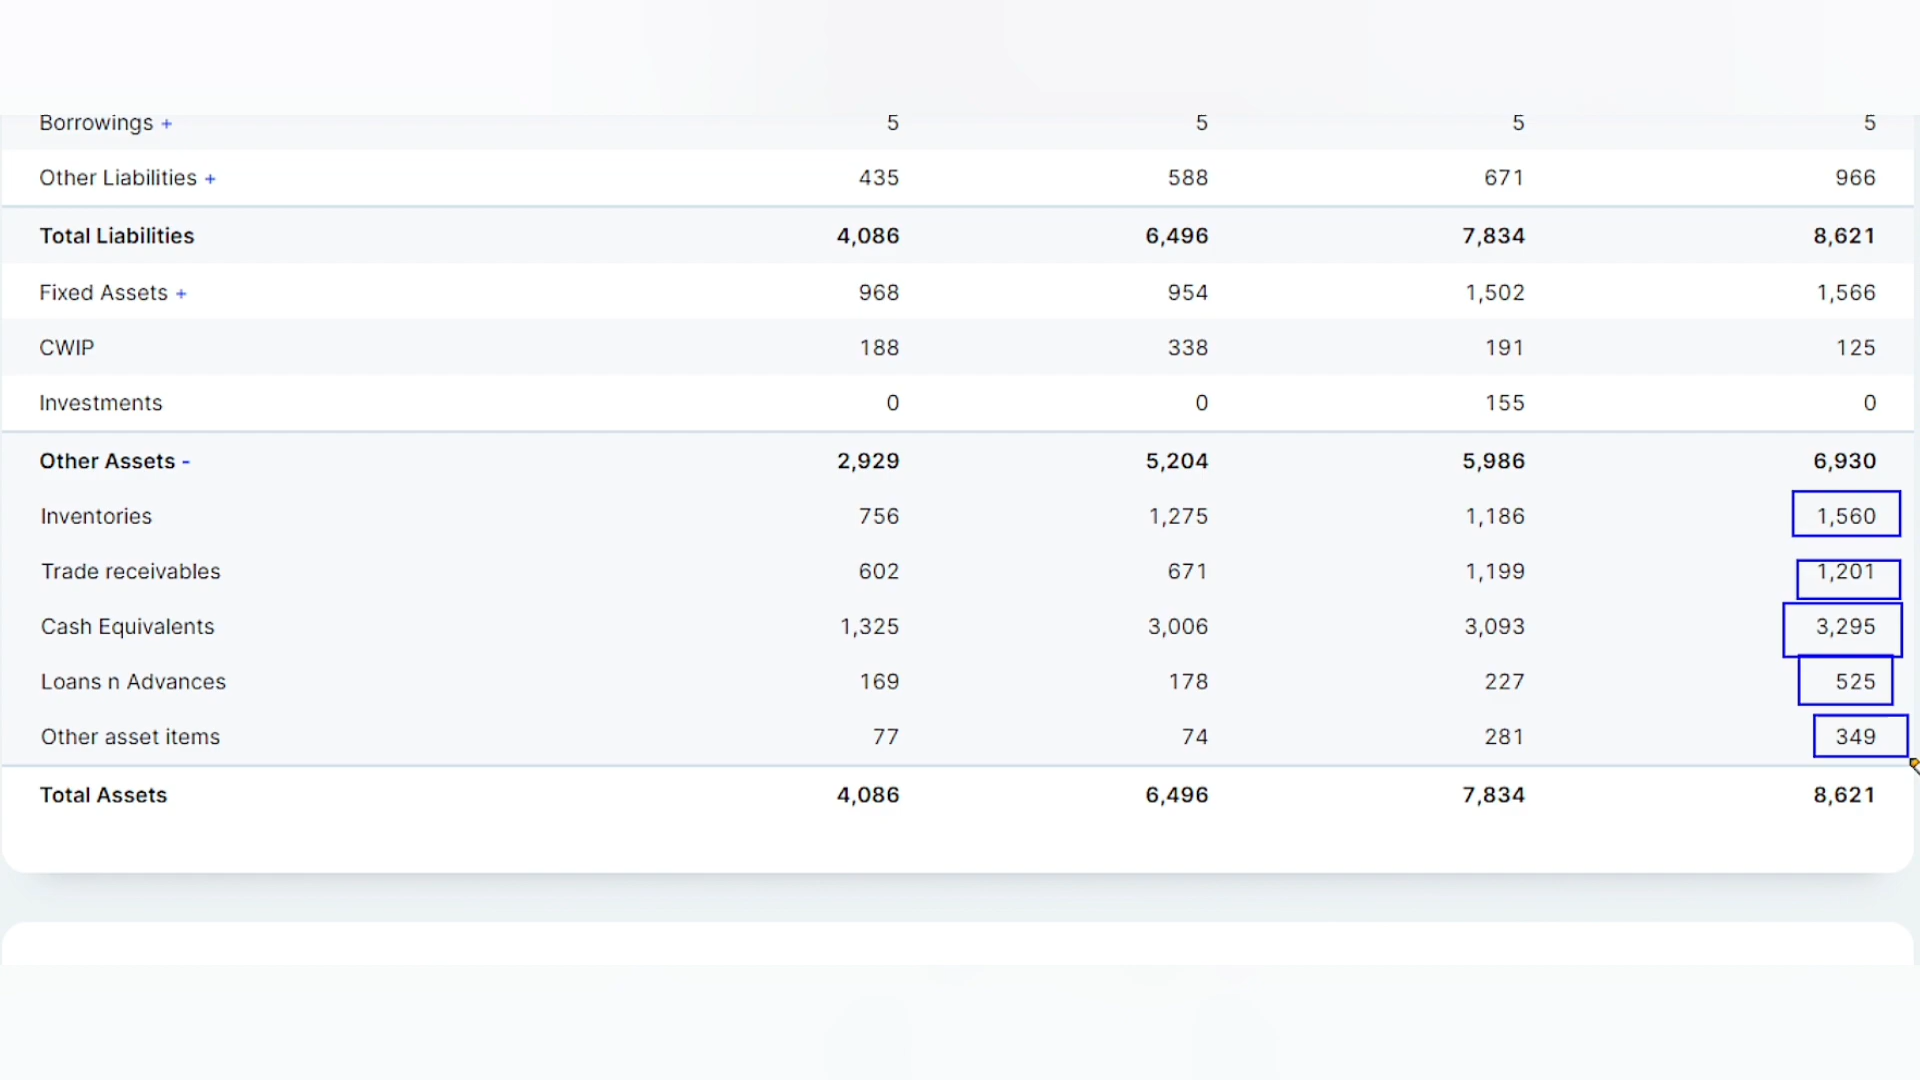 Borrowings + 5 5 5 5
Other Liabilities + 435 588 671 966
Total Liabilities 4,086 6,496 7,834 8,621
Fixed Assets + 968 954 1,502 1,566
CWIP 188 338 191 125
Investments 0 0 155 0
Other Assets - 2,929 5,204 5,986 6,930
Inventories 756 1,275 1,186 1,560
Trade receivables 602 671 1,199 1,201
Cash Equivalents 1,325 3,006 3,093 3,295
Loans n Advances 169 178 227 525
Other asset items 77 74 281 349
Total Assets 4,086 6,496 7,834 8,621